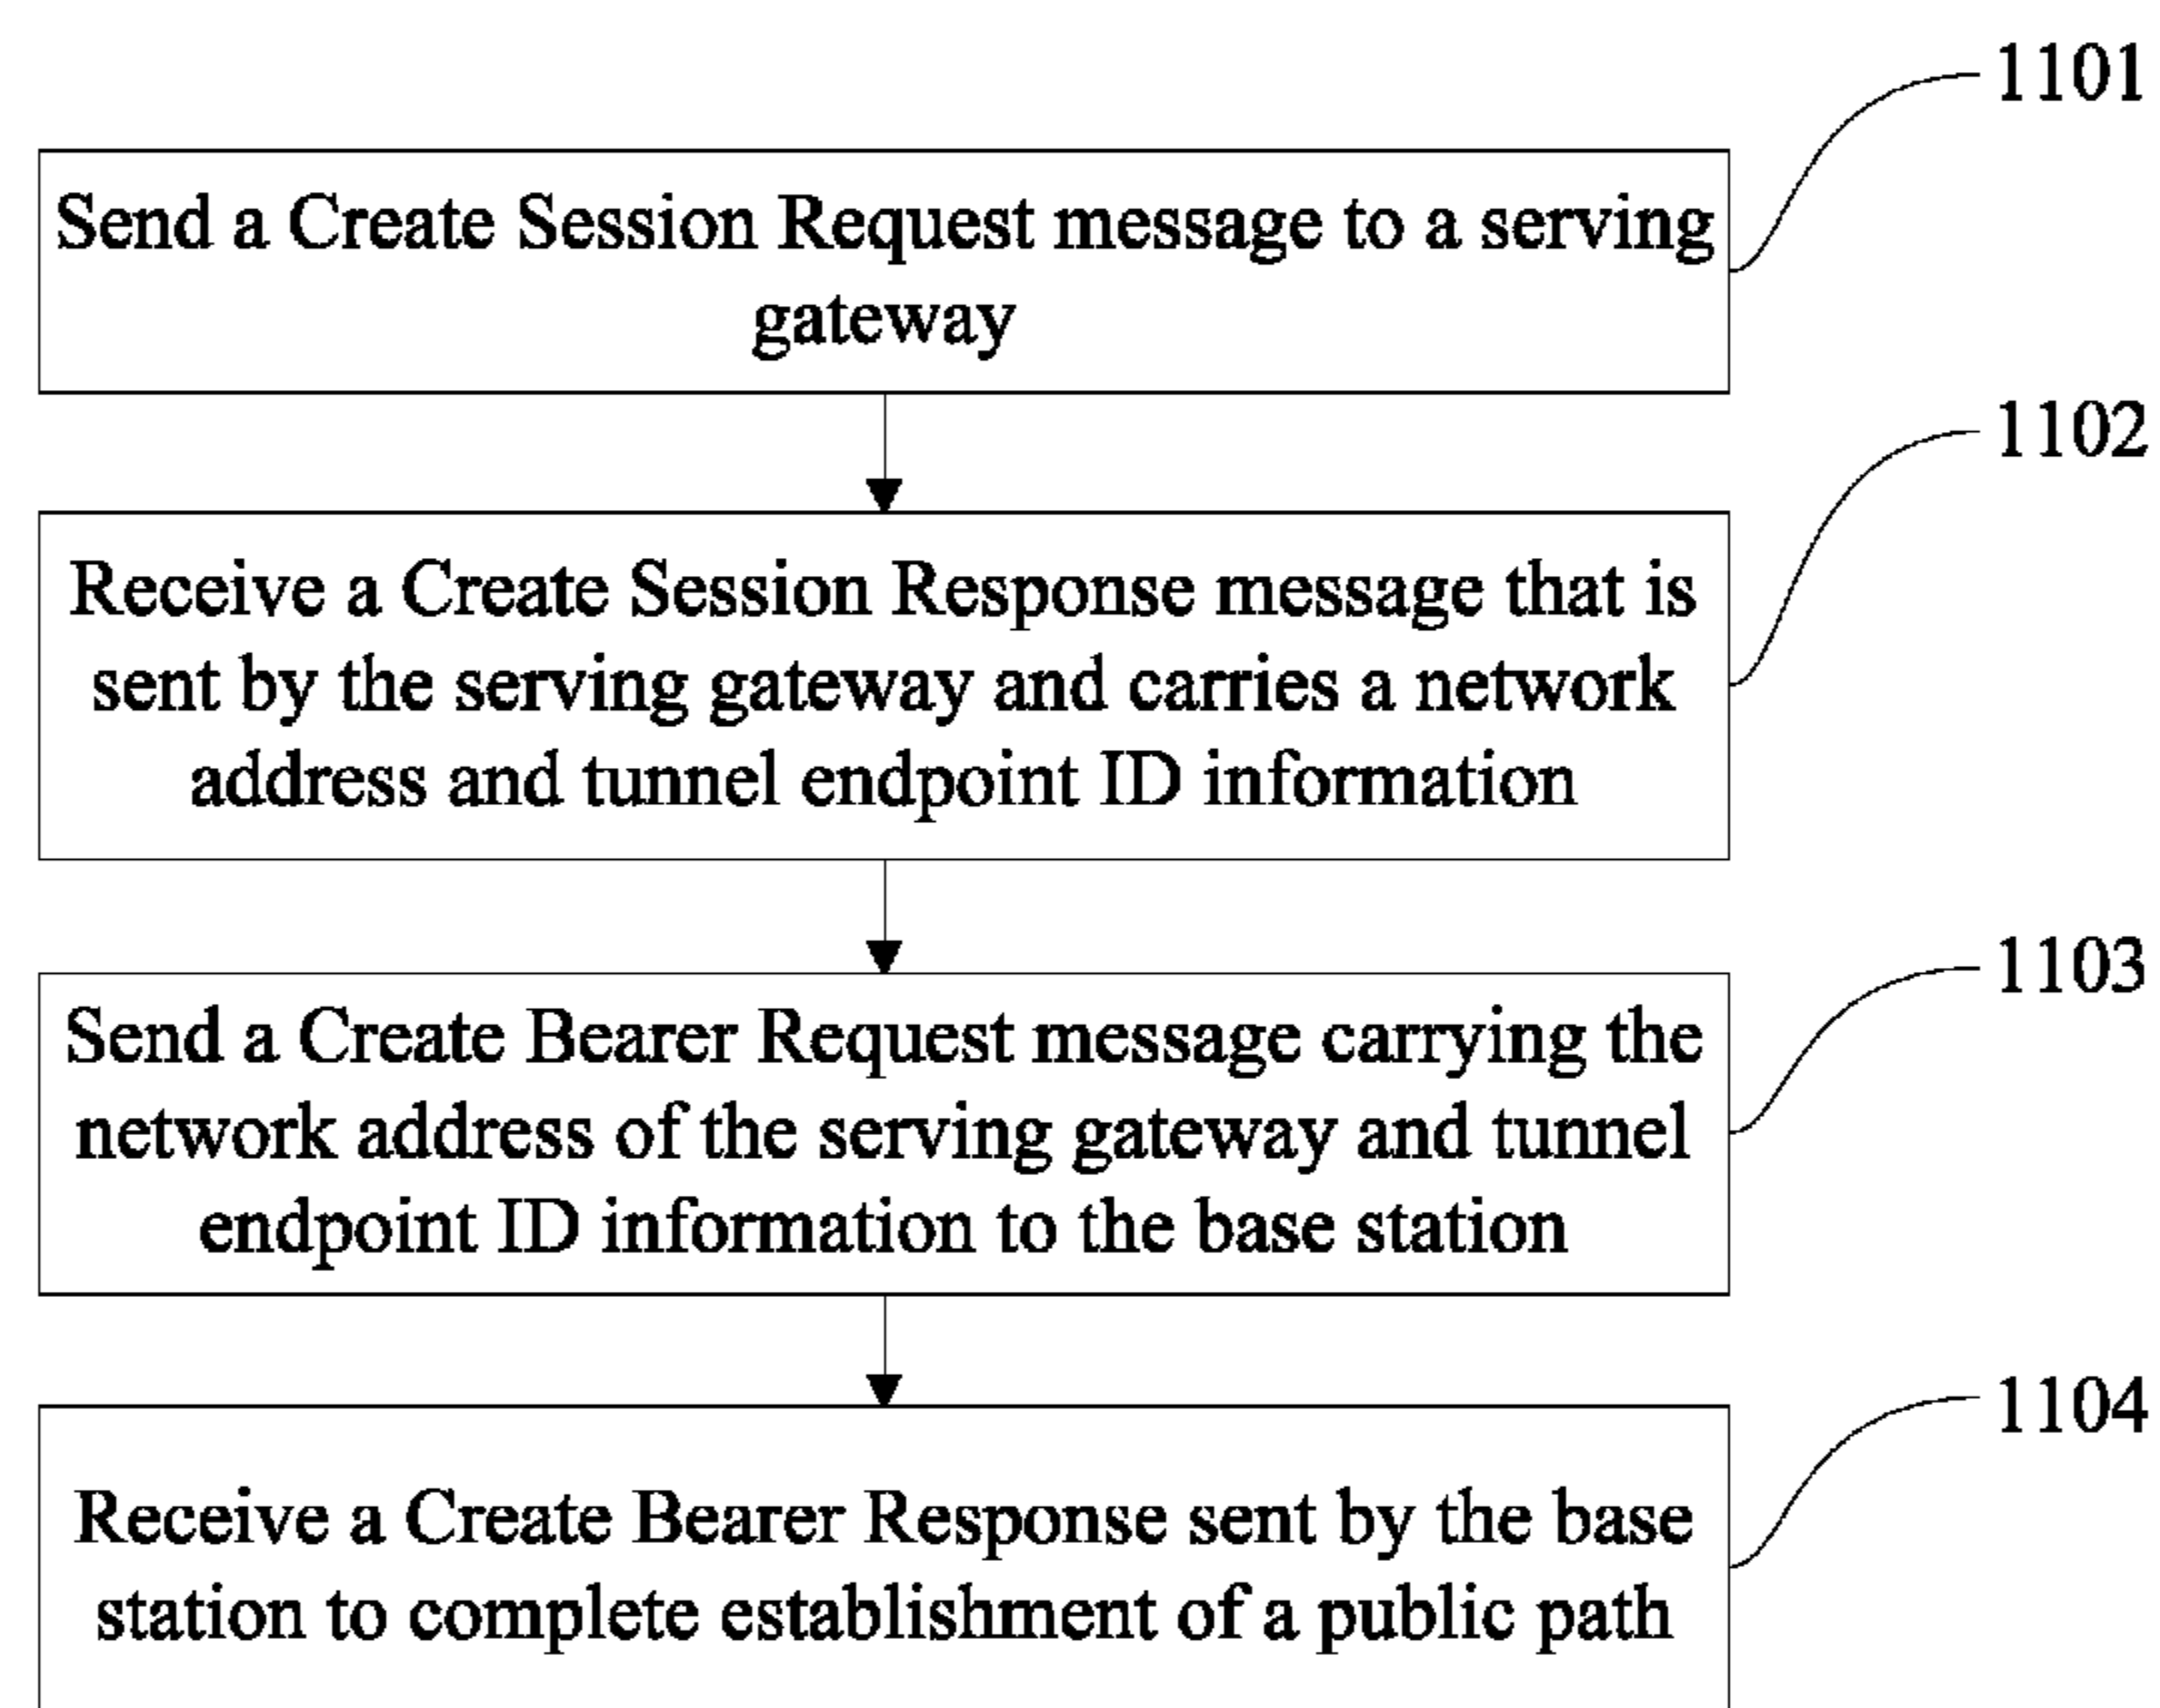 1101
Send a Create Session Request message to a serving
gateway
1102
Receive a Create Session Response message that is
sent by the serving gateway and carries a network
address and tunnel endpoint ID information
1103
Send a Create Bearer Request message carrying the
network address of the serving gateway and tunnel
endpoint ID information to the base station
1104
Receive a Create Bearer Response sent by the base
station to complete establishment of a public path